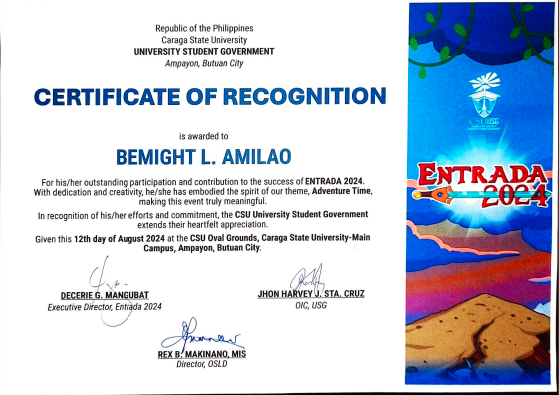 Republic of the Philippines
Caraga State University
UNIVERSITY STUDENT GOVERNMENT
Ampayon, Butuan City
CERTIFICATE OF RECOGNITION
is awarded to
BEMIGHT L. AMILAO
For his/her outstanding participation and contribution to the success of ENTRADA 2024.
With dedication and creativity, he/she has embodied the spirit of our theme, Adventure Time,
making this event truly meaningful.
In recognition of his/her efforts and commitment, the CSU University Student Government
extends their heartfelt appreciation.
Given this 12th day of August 2024 at the CSU Oval Grounds, Caraga State University-Main
Campus, Ampayon, Butuan City.
DECERIE G. MANGUBAT
Executive Director, Entada 2024
JHON HARVEY J. STA. CRUZ
OIC, USG
REX B. MAKINANO, MIS
Director, OSLD
CSU USG
ENTRADA
2024